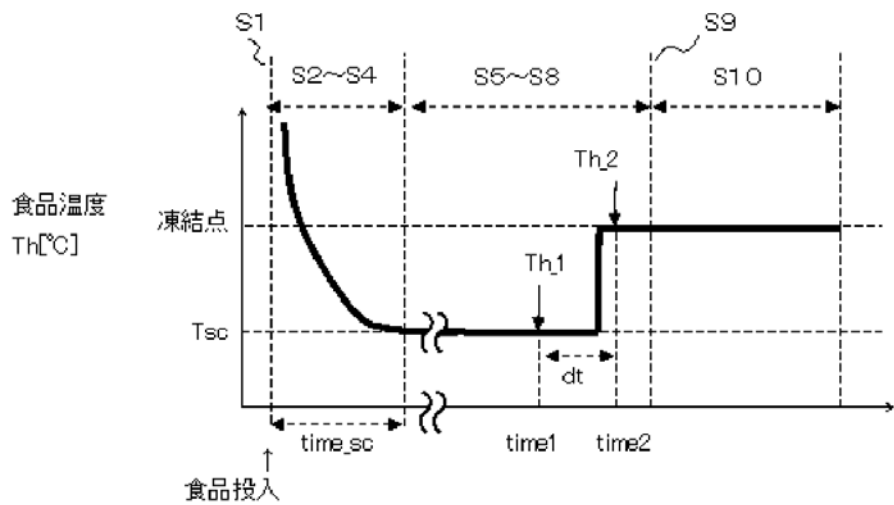 S1
S9
S2～S4
S5～S8
S10
Th_2
食品温度
Th[℃]
凍結点
Th_1
Tsc
dt
time_sc
time1
time2
↑
食品投入